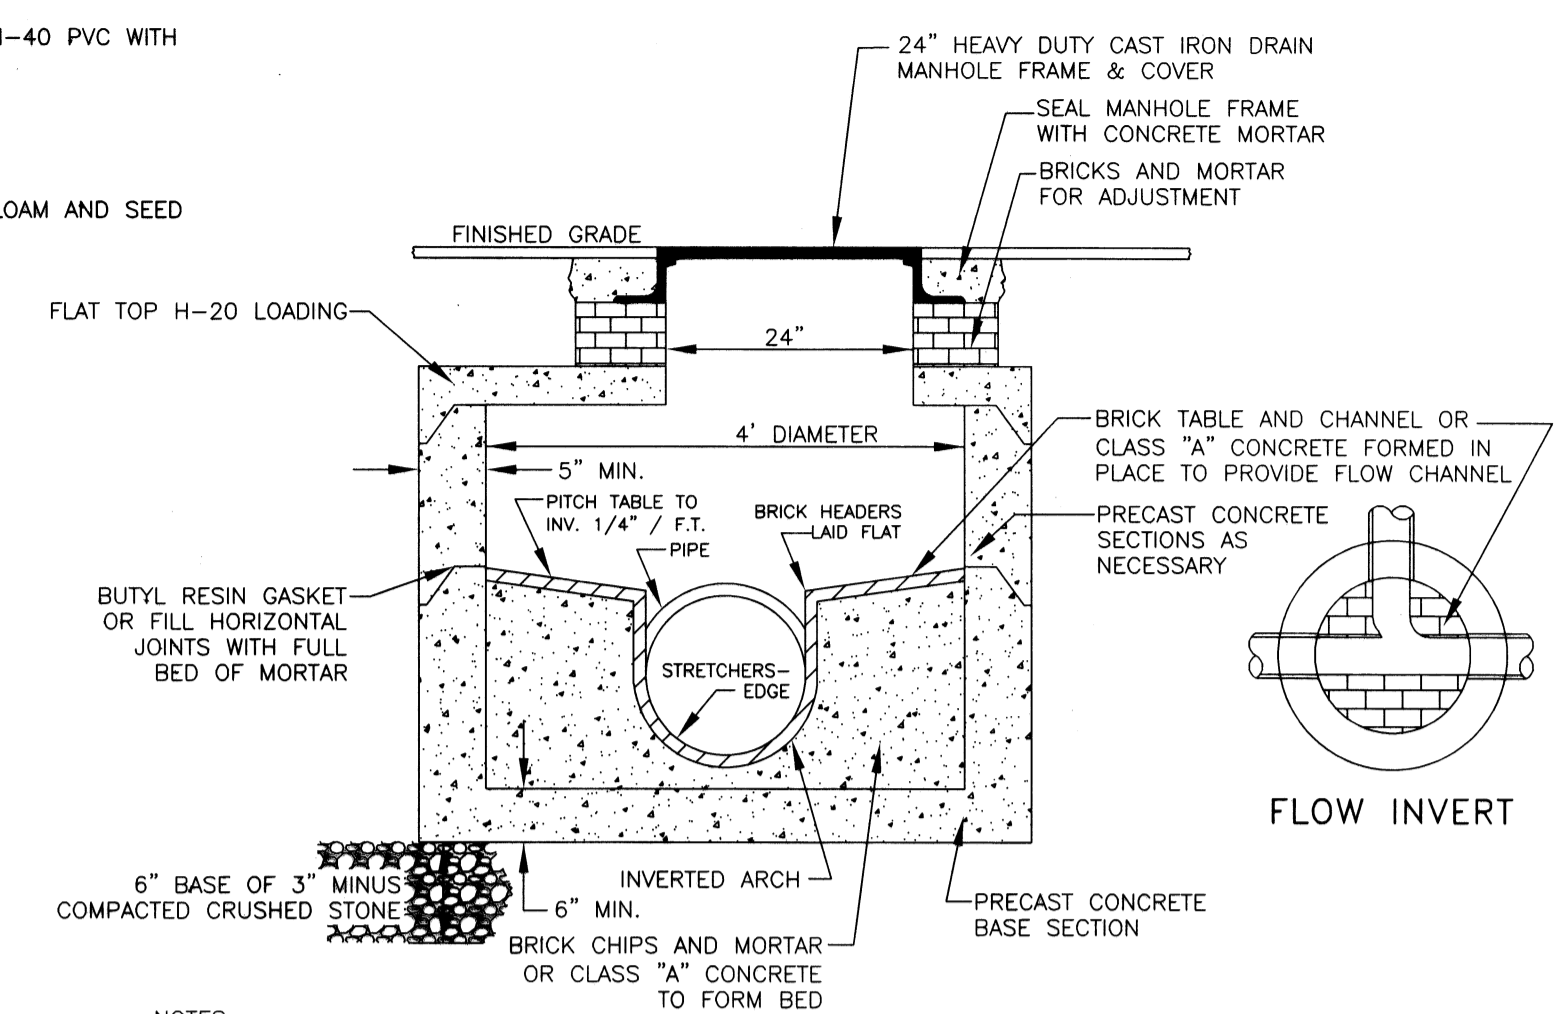 PVC WITH
24” HEAVY DUTY CAST IRON DRAIN
MANHOLE FRAME & COVER
SEAL MANHOLE FRAME
WITH CONCRETE MORTAR
BRICKS AND MORTAR
FOR ADJUSTMENT
LOAM AND SEED
FINISHED GRADE
FLAT TOP H-20 LOADING
24”
4' DIAMETER
5” MIN.
BRICK TABLE AND CHANNEL OR
CLASS ”A” CONCRETE FORMED IN
PLACE TO PROVIDE FLOW CHANNEL
PITCH TABLE TO
INV. 1/4” / F.T.
PIPE
BRICK HEADERS
LAID FLAT
PRECAST CONCRETE
SECTIONS AS
NECESSARY
BUTYL RESIN GASKET
OR FILL HORIZONTAL
JOINTS WITH FULL
BED OF MORTAR
STRETCHERS-
EDGE
FLOW INVERT
6” BASE OF 3” MINUS
COMPACTED CRUSHED STONE
INVERTED ARCH
6” MIN.
PRECAST CONCRETE
BASE SECTION
BRICK CHIPS AND MORTAR
OR CLASS ”A” CONCRETE
TO FORM BED